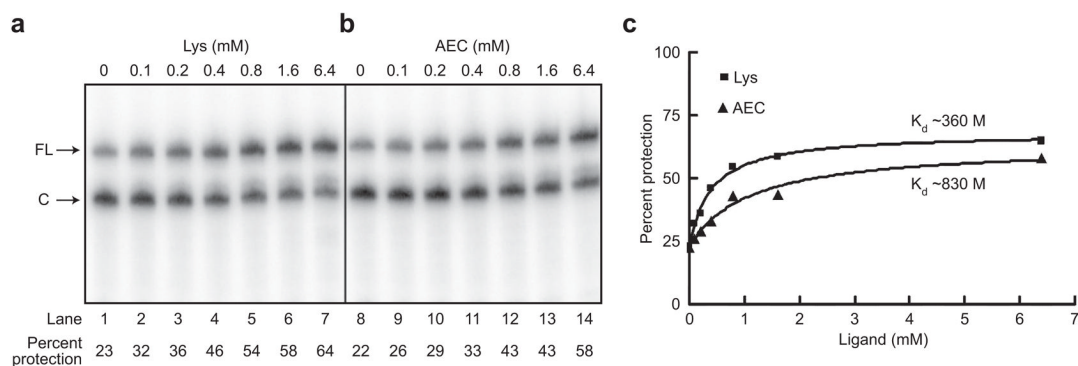 a
b
c
Lys (mM)
AEC (mM)
0 0.1 0.2 0.4 0.8 1.6 6.4
0 0.1 0.2 0.4 0.8 1.6 6.4
FL
C
Lane 1 2 3 4 5 6 7 8 9 10 11 12 13 14
Percent
protection 23 32 36 46 54 58 64 22 26 29 33 43 43 58
100
75
50
25
0
Percent protection
Lys
AEC
Kd ~360 M
Kd ~830 M
0 1 2 3 4 5 6 7
Ligand (mM)